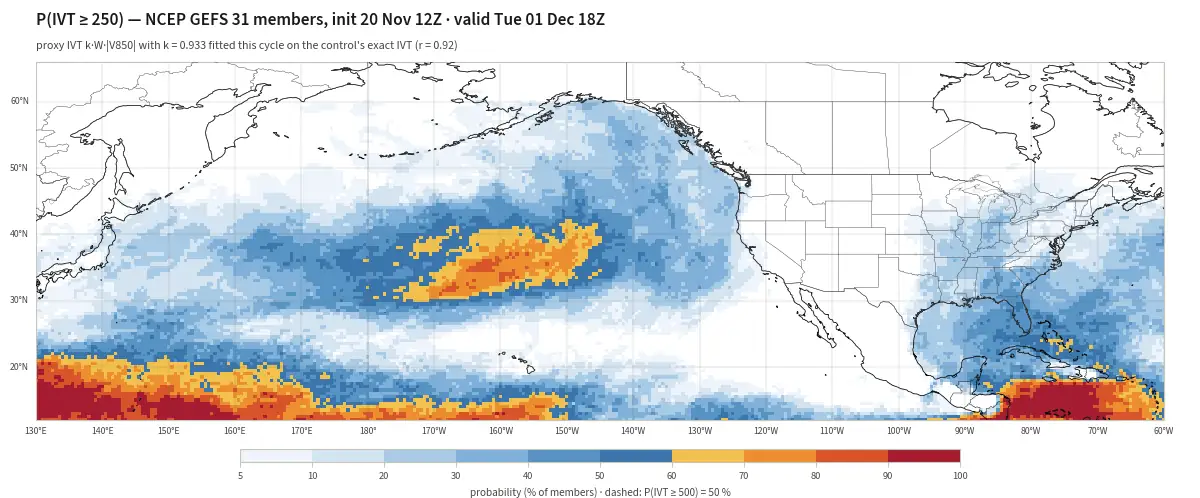 P(IVT ≥ 250) — NCEP GEFS 31 members, init 20 Nov 12Z · valid Tue 01 Dec 18Z
proxy IVT k·W·|V850| with k = 0.933 fitted this cycle on the control's exact IVT (r = 0.92)
60°N
50°N
40°N
30°N
20°N
130°E 140°E 150°E 160°E 170°E 180° 170°W 160°W 150°W 140°W 130°W 120°W 110°W 100°W 90°W 80°W 70°W 60°W
5 10 20 30 40 50 60 70 80 90 100
probability (% of members) · dashed: P(IVT ≥ 500) = 50 %